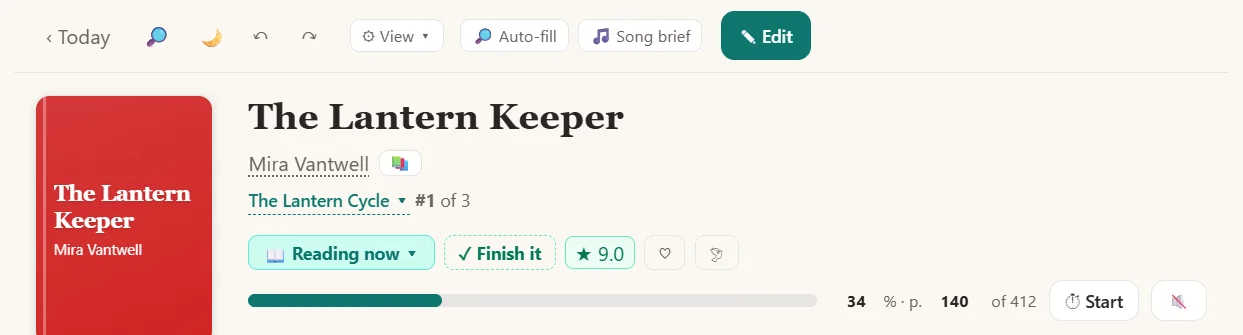 ‹ Today View ▾ Auto-fill Song brief Edit
The Lantern Keeper
Mira Vantwell
The Lantern Cycle ▾ #1 of 3
Reading now ▾ ✓ Finish it ★ 9.0
34 % · p. 140 of 412 Start
The Lantern
Keeper
Mira Vantwell